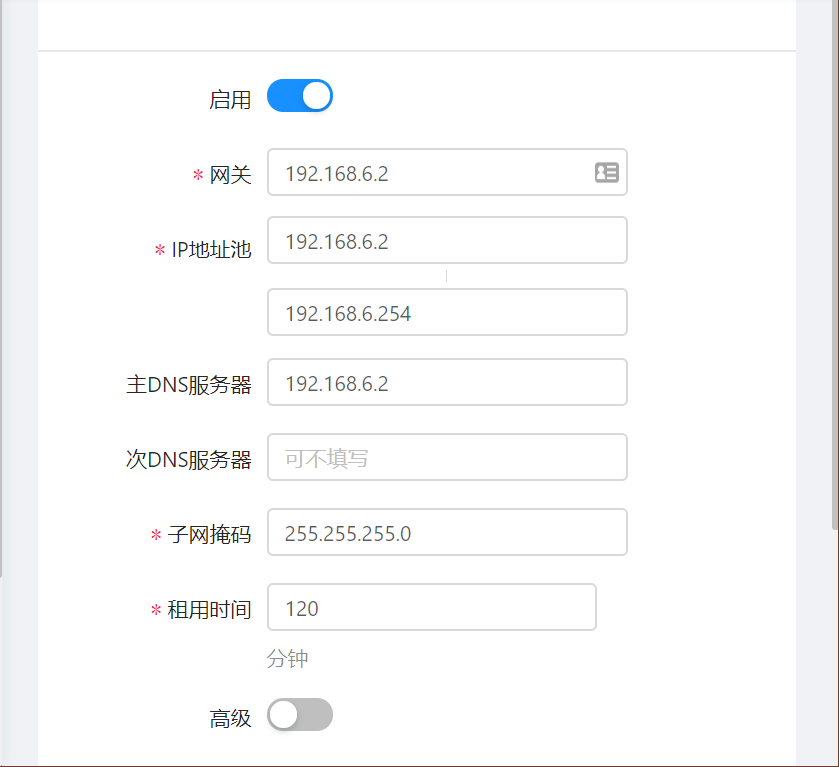 启用
* 网关 192.168.6.2
* IP地址池 192.168.6.2
192.168.6.254
主DNS服务器 192.168.6.2
次DNS服务器 可不填写
* 子网掩码 255.255.255.0
* 租用时间 120
分钟
高级